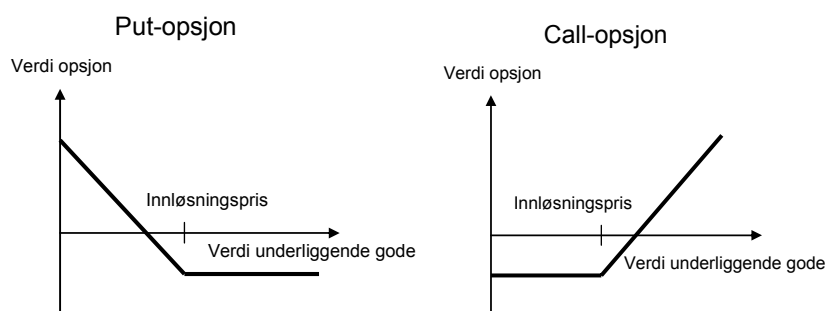 Put-opsjon
Verdi opsjon
Innløsningspris
Verdi underliggende gode
Call-opsjon
Verdi opsjon
Innløsningspris
Verdi underliggende gode